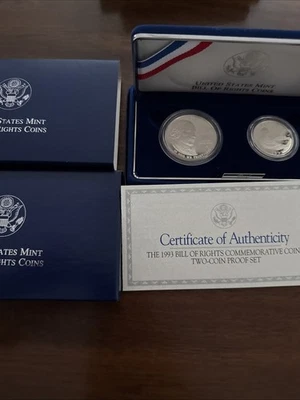 UNITED STATES MINT
BILL OF RIGHTS COINS
STATES MINT
RIGHTS COINS
STATES MINT
RIGHTS COINS
Certificate of Authenticity
THE 1993 BILL OF RIGHTS COMMEMORATIVE COIN
TWO-COIN PROOF SET